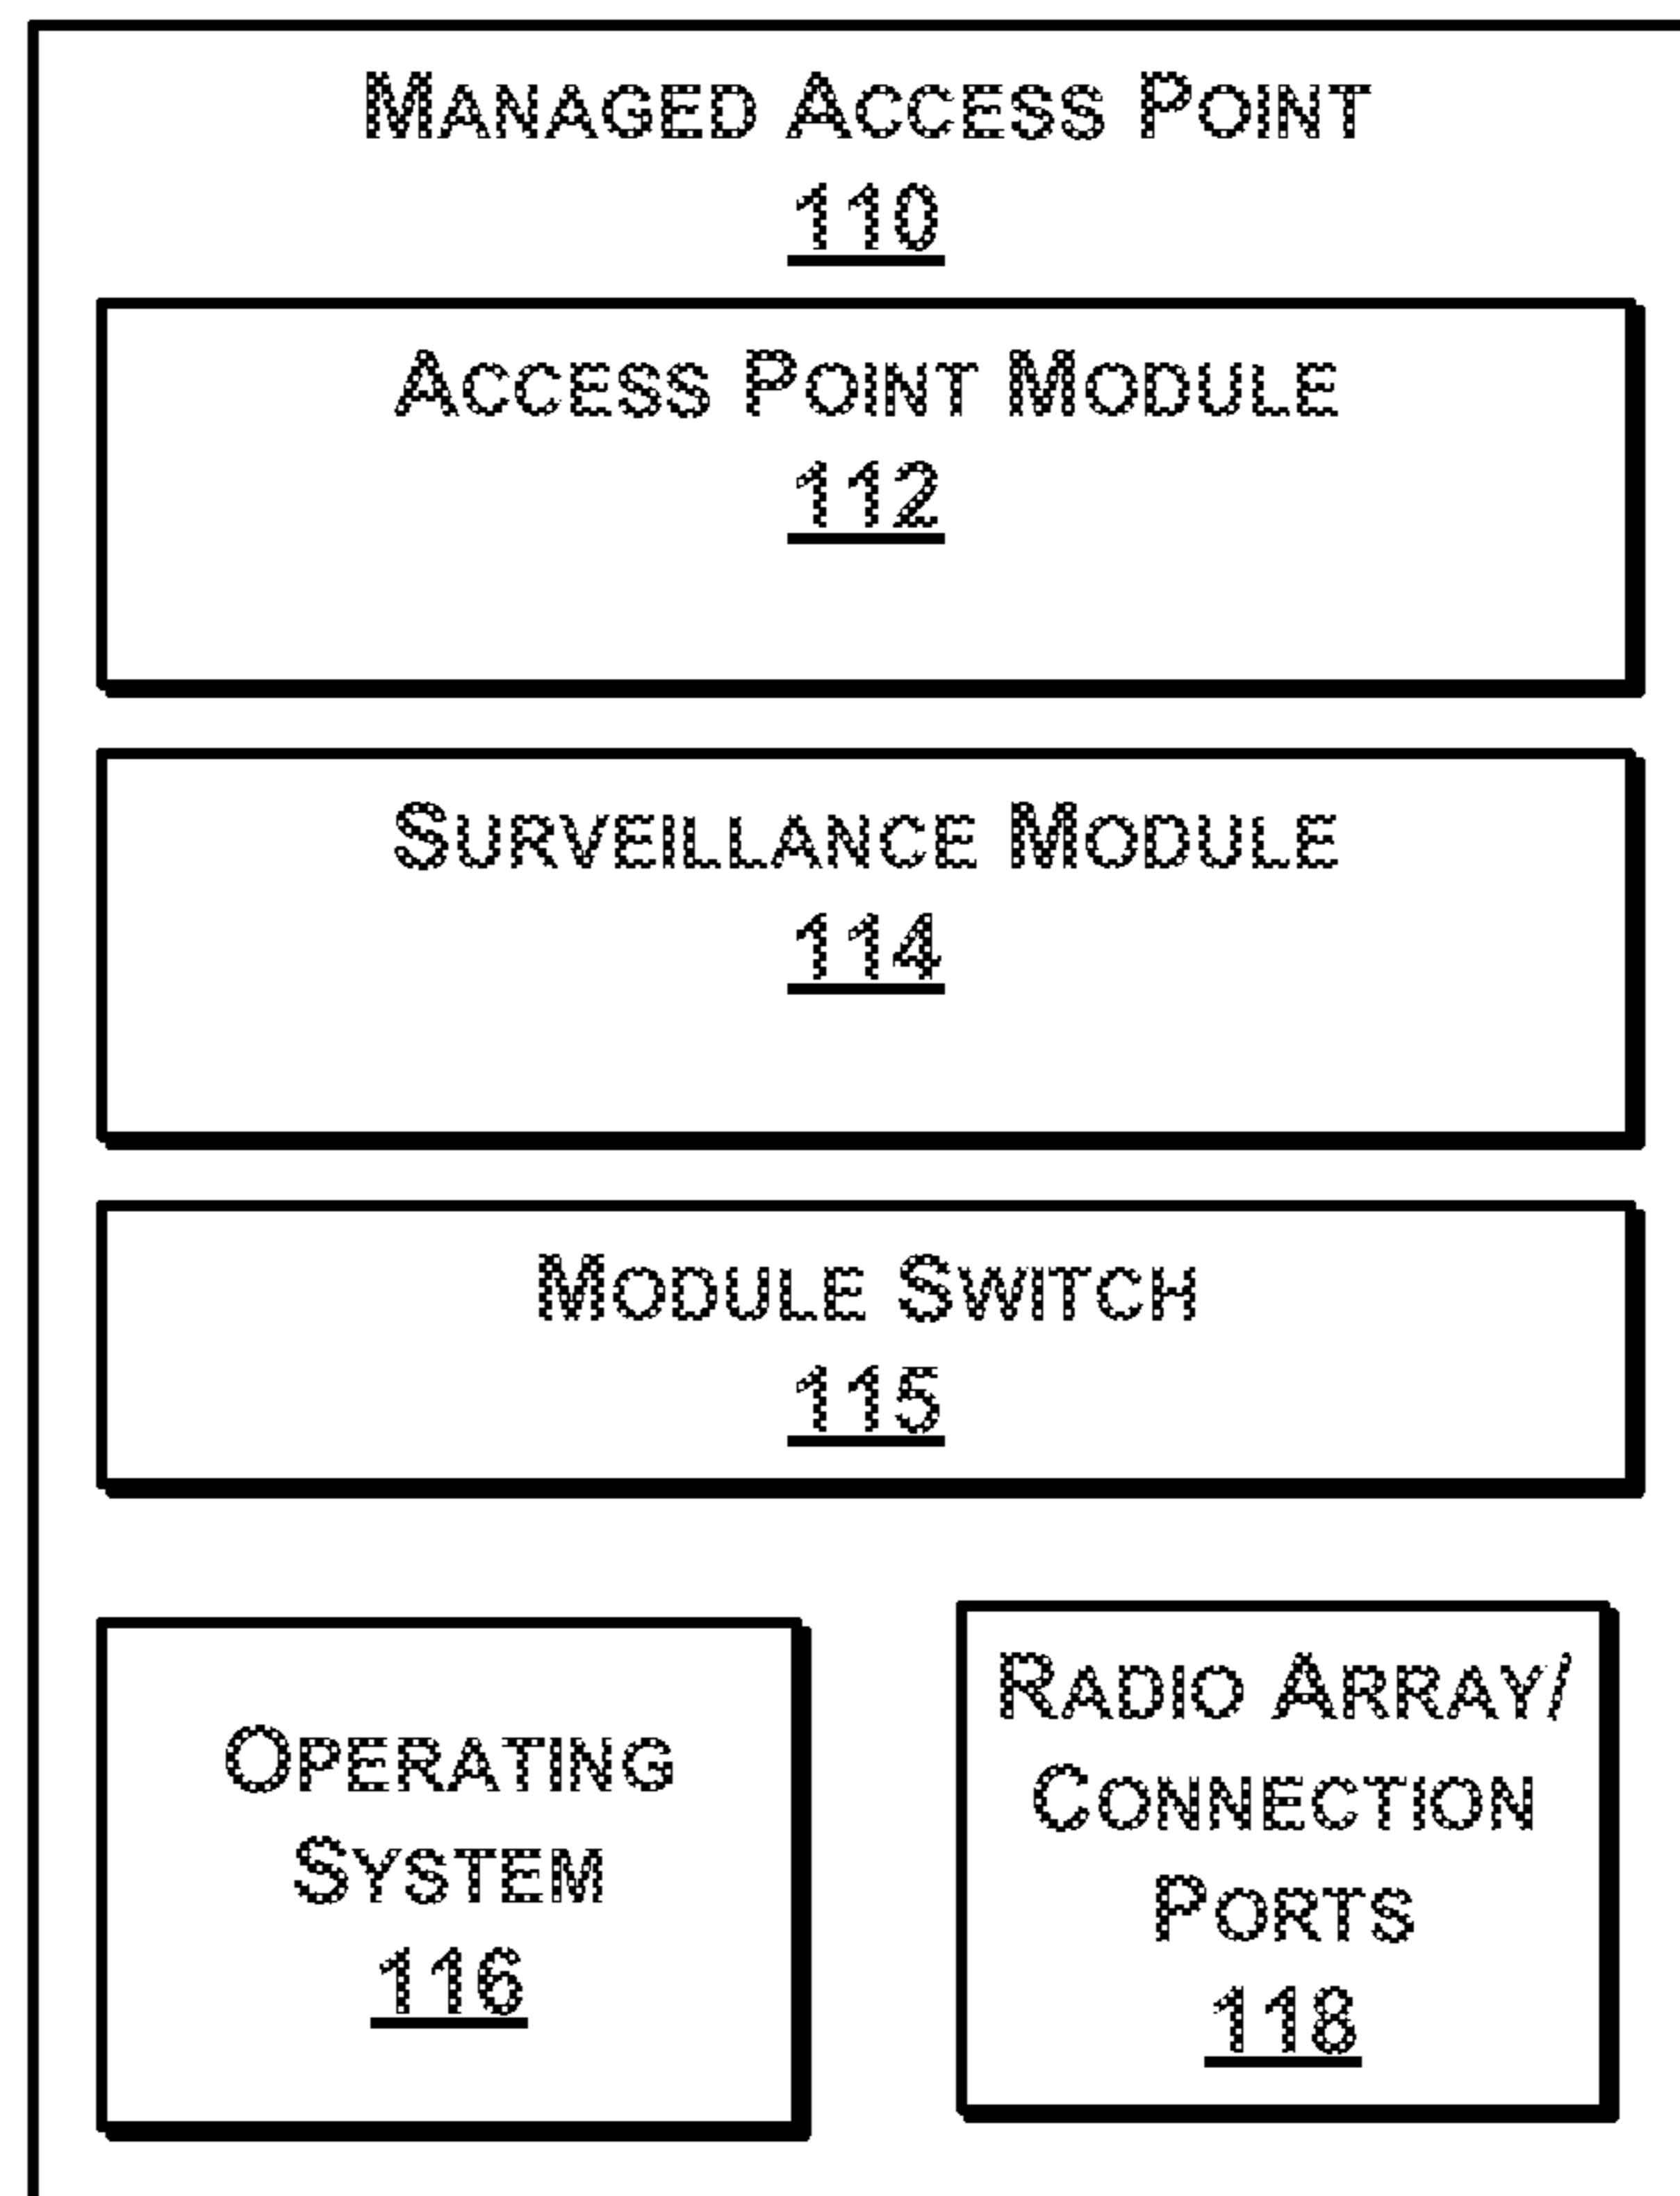 MANAGED ACCESS POINT
110
ACCESS POINT MODULE
112
SURVEILLANCE MODULE
114
MODULE SWITCH
115
OPERATING
SYSTEM
116
RADIO ARRAY/
CONNECTION
PORTS
118